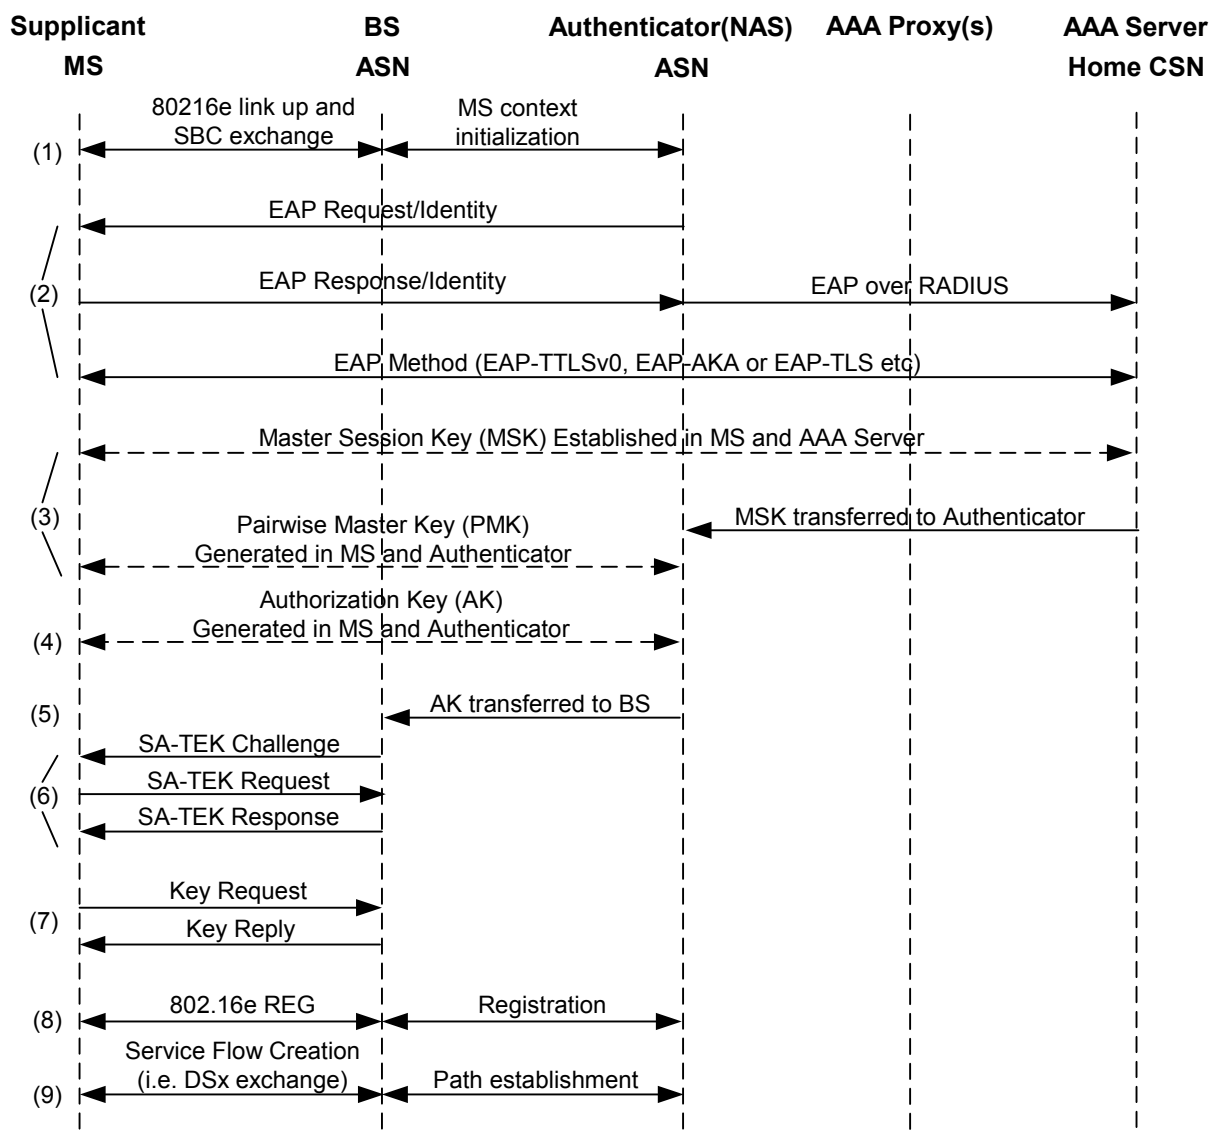 Supplicant BS Authenticator(NAS) AAA Proxy(s) AAA Server
MS ASN ASN Home CSN
80216e link up and MS context
SBC exchange initialization
(1)
EAP Request/Identity
EAP Response/Identity EAP over RADIUS
(2)
EAP Method (EAP-TTLSv0, EAP-AKA or EAP-TLS etc)
Master Session Key (MSK) Established in MS and AAA Server
(3)
MSK transferred to Authenticator
Pairwise Master Key (PMK)
Generated in MS and Authenticator
Authorization Key (AK)
Generated in MS and Authenticator
(4)
AK transferred to BS
(5)
SA-TEK Challenge
SA-TEK Request
(6)
SA-TEK Response
Key Request
(7)
Key Reply
802.16e REG Registration
(8)
Service Flow Creation
(i.e. DSx exchange) Path establishment
(9)